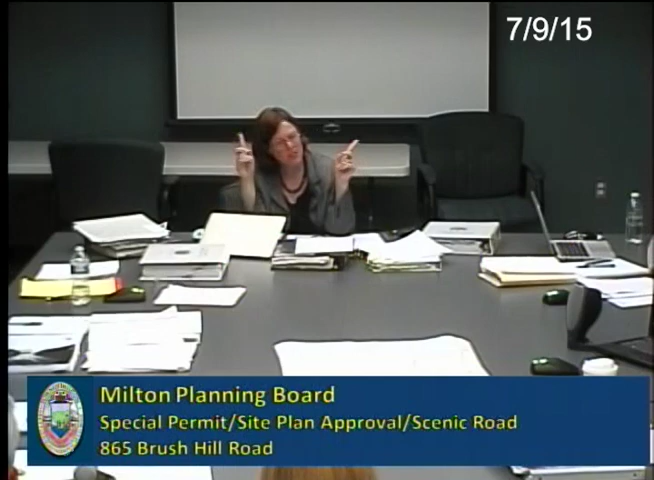 7/9/15
Milton Planning Board
Special Permit/Site Plan Approval/Scenic Road
865 Brush Hill Road